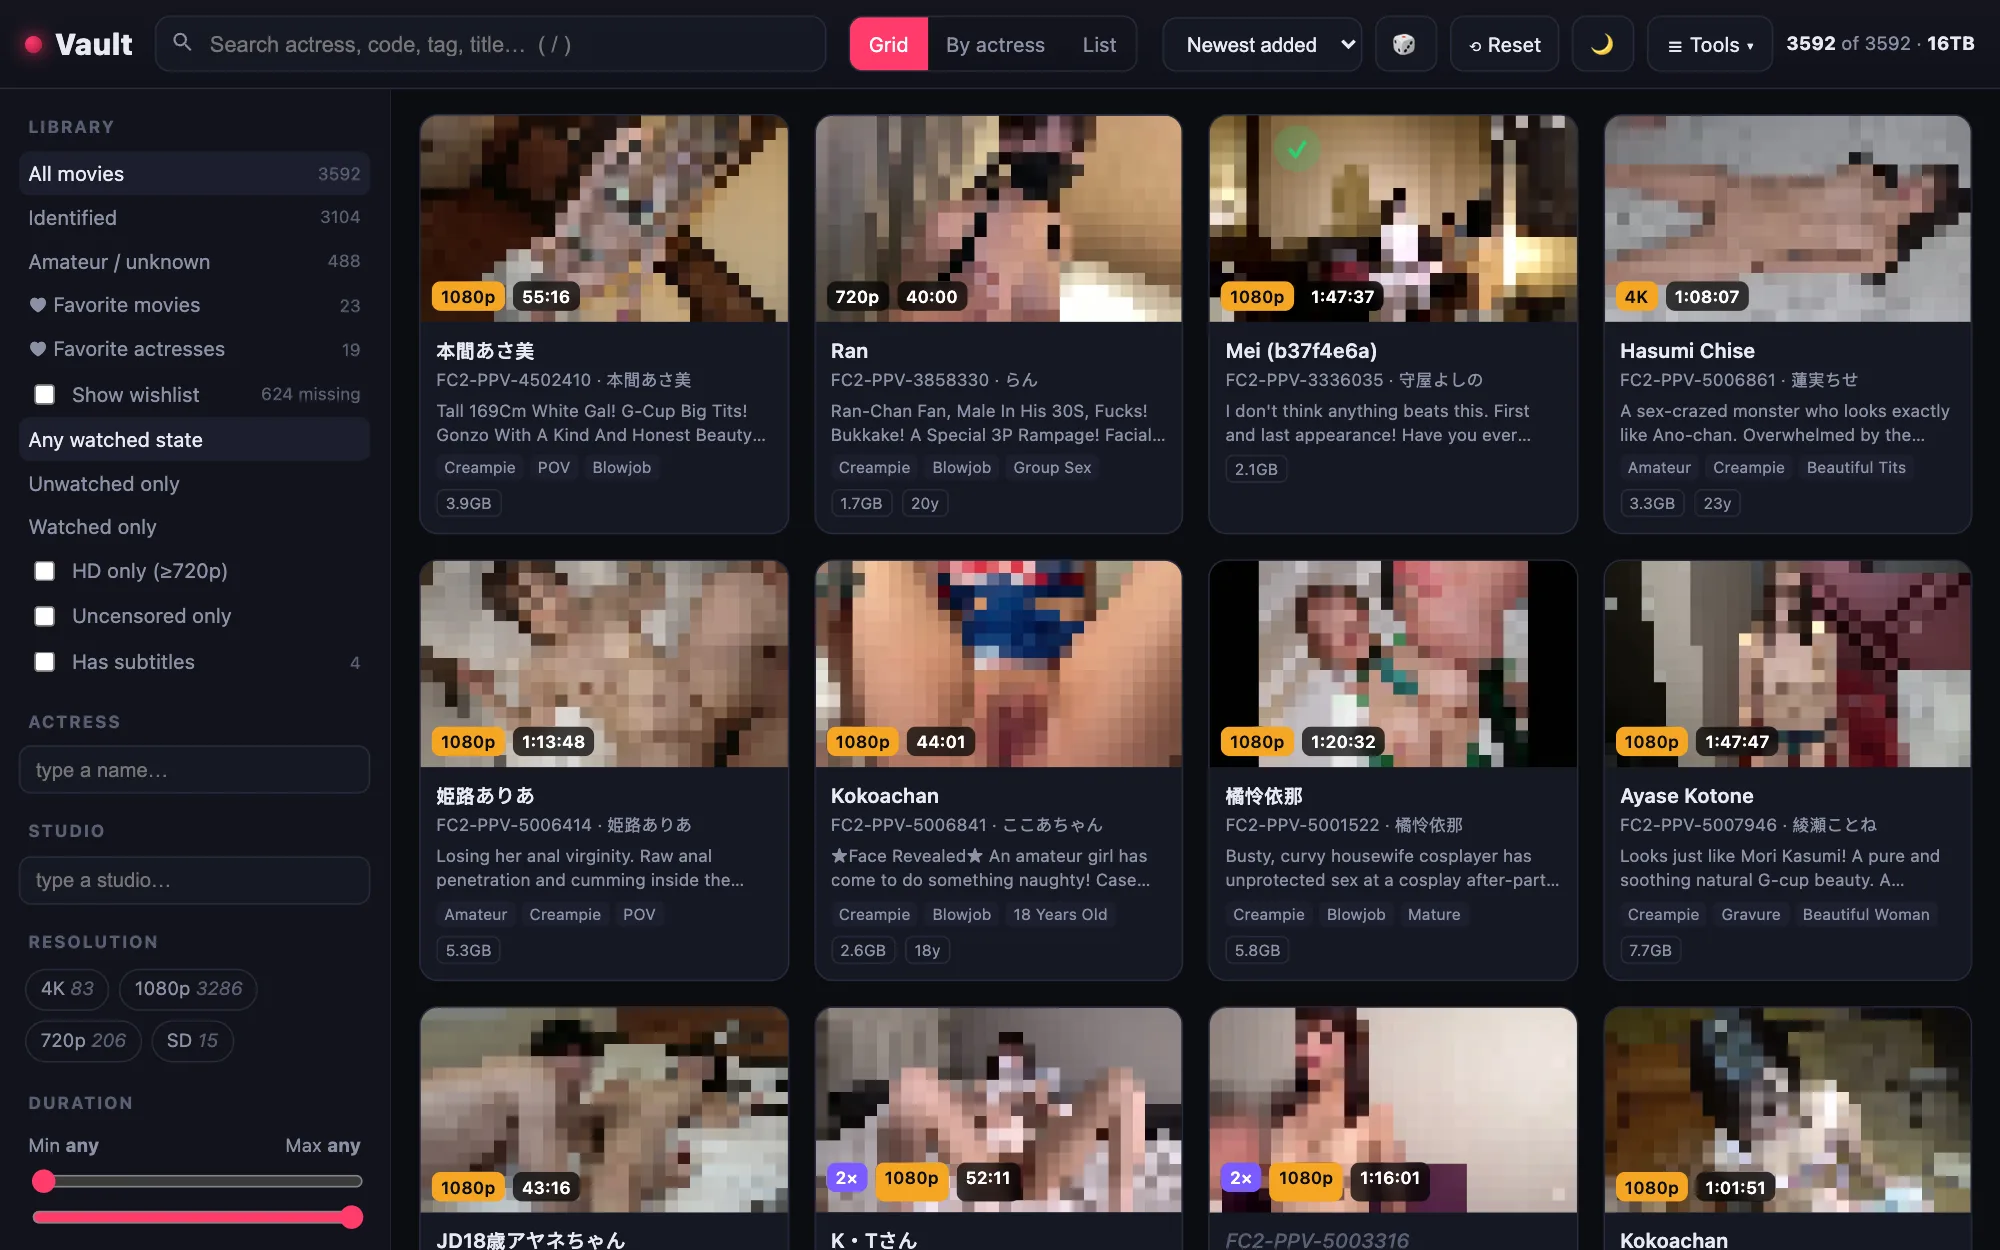 Vault
Search actress, code, tag, title… ( / )
Grid
By actress
List
Newest added
Reset
Tools
3592 of 3592 · 16TB
LIBRARY
All movies 3592
Identified 3104
Amateur / unknown 488
Favorite movies 23
Favorite actresses 19
Show wishlist 624 missing
Any watched state
Unwatched only
Watched only
HD only (≥720p)
Uncensored only
Has subtitles 4
ACTRESS
type a name…
STUDIO
type a studio…
RESOLUTION
4K 83
1080p 3286
720p 206
SD 15
DURATION
Min any
Max any
1080p 55:16
本間あさ美
FC2-PPV-4502410 · 本間あさ美
Tall 169Cm White Gal! G-Cup Big Tits!
Gonzo With A Kind And Honest Beauty…
Creampie POV Blowjob
3.9GB
720p 40:00
Ran
FC2-PPV-3858330 · らん
Ran-Chan Fan, Male In His 30S, Fucks!
Bukkake! A Special 3P Rampage! Facial…
Creampie Blowjob Group Sex
1.7GB 20y
1080p 1:47:37
Mei (b37f4e6a)
FC2-PPV-3336035 · 守屋よしの
I don't think anything beats this. First
and last appearance! Have you ever…
2.1GB
4K 1:08:07
Hasumi Chise
FC2-PPV-5006861 · 蓮実ちせ
A sex-crazed monster who looks exactly
like Ano-chan. Overwhelmed by the…
Amateur Creampie Beautiful Tits
3.3GB 23y
1080p 1:13:48
姫路ありあ
FC2-PPV-5006414 · 姫路ありあ
Losing her anal virginity. Raw anal
penetration and cumming inside the…
Amateur Creampie POV
5.3GB
1080p 44:01
Kokoachan
FC2-PPV-5006841 · ここあちゃん
★Face Revealed★ An amateur girl has
come to do something naughty! Case…
Creampie Blowjob 18 Years Old
2.6GB 18y
1080p 1:20:32
橘怜依那
FC2-PPV-5001522 · 橘怜依那
Busty, curvy housewife cosplayer has
unprotected sex at a cosplay after-part…
Creampie Blowjob Mature
5.8GB
1080p 1:47:47
Ayase Kotone
FC2-PPV-5007946 · 綾瀬ことね
Looks just like Mori Kasumi! A pure and
soothing natural G-cup beauty. A…
Creampie Gravure Beautiful Woman
7.7GB
1080p 43:16
JD18歳アヤネちゃん
2× 1080p 52:11
K・Tさん
2× 1080p 1:16:01
FC2-PPV-5003316
1080p 1:01:51
Kokoachan